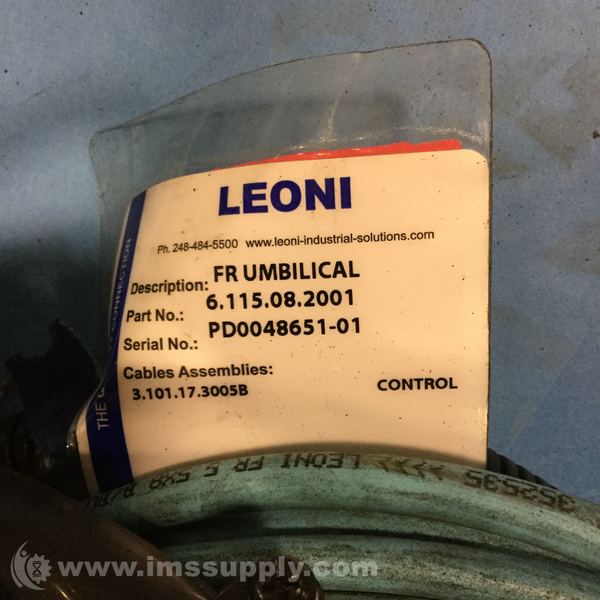 LEONI
Ph. 248-484-5500 www.leoni-industrial-solutions.com
Description: FR UMBILICAL
Part No.: 6.115.08.2001
Serial No.: PD0048651-01
Cables Assemblies:
3.101.17.3005B CONTROL
THE CONNECTION
352535 >>> LEONI FR
www.imssupply.com